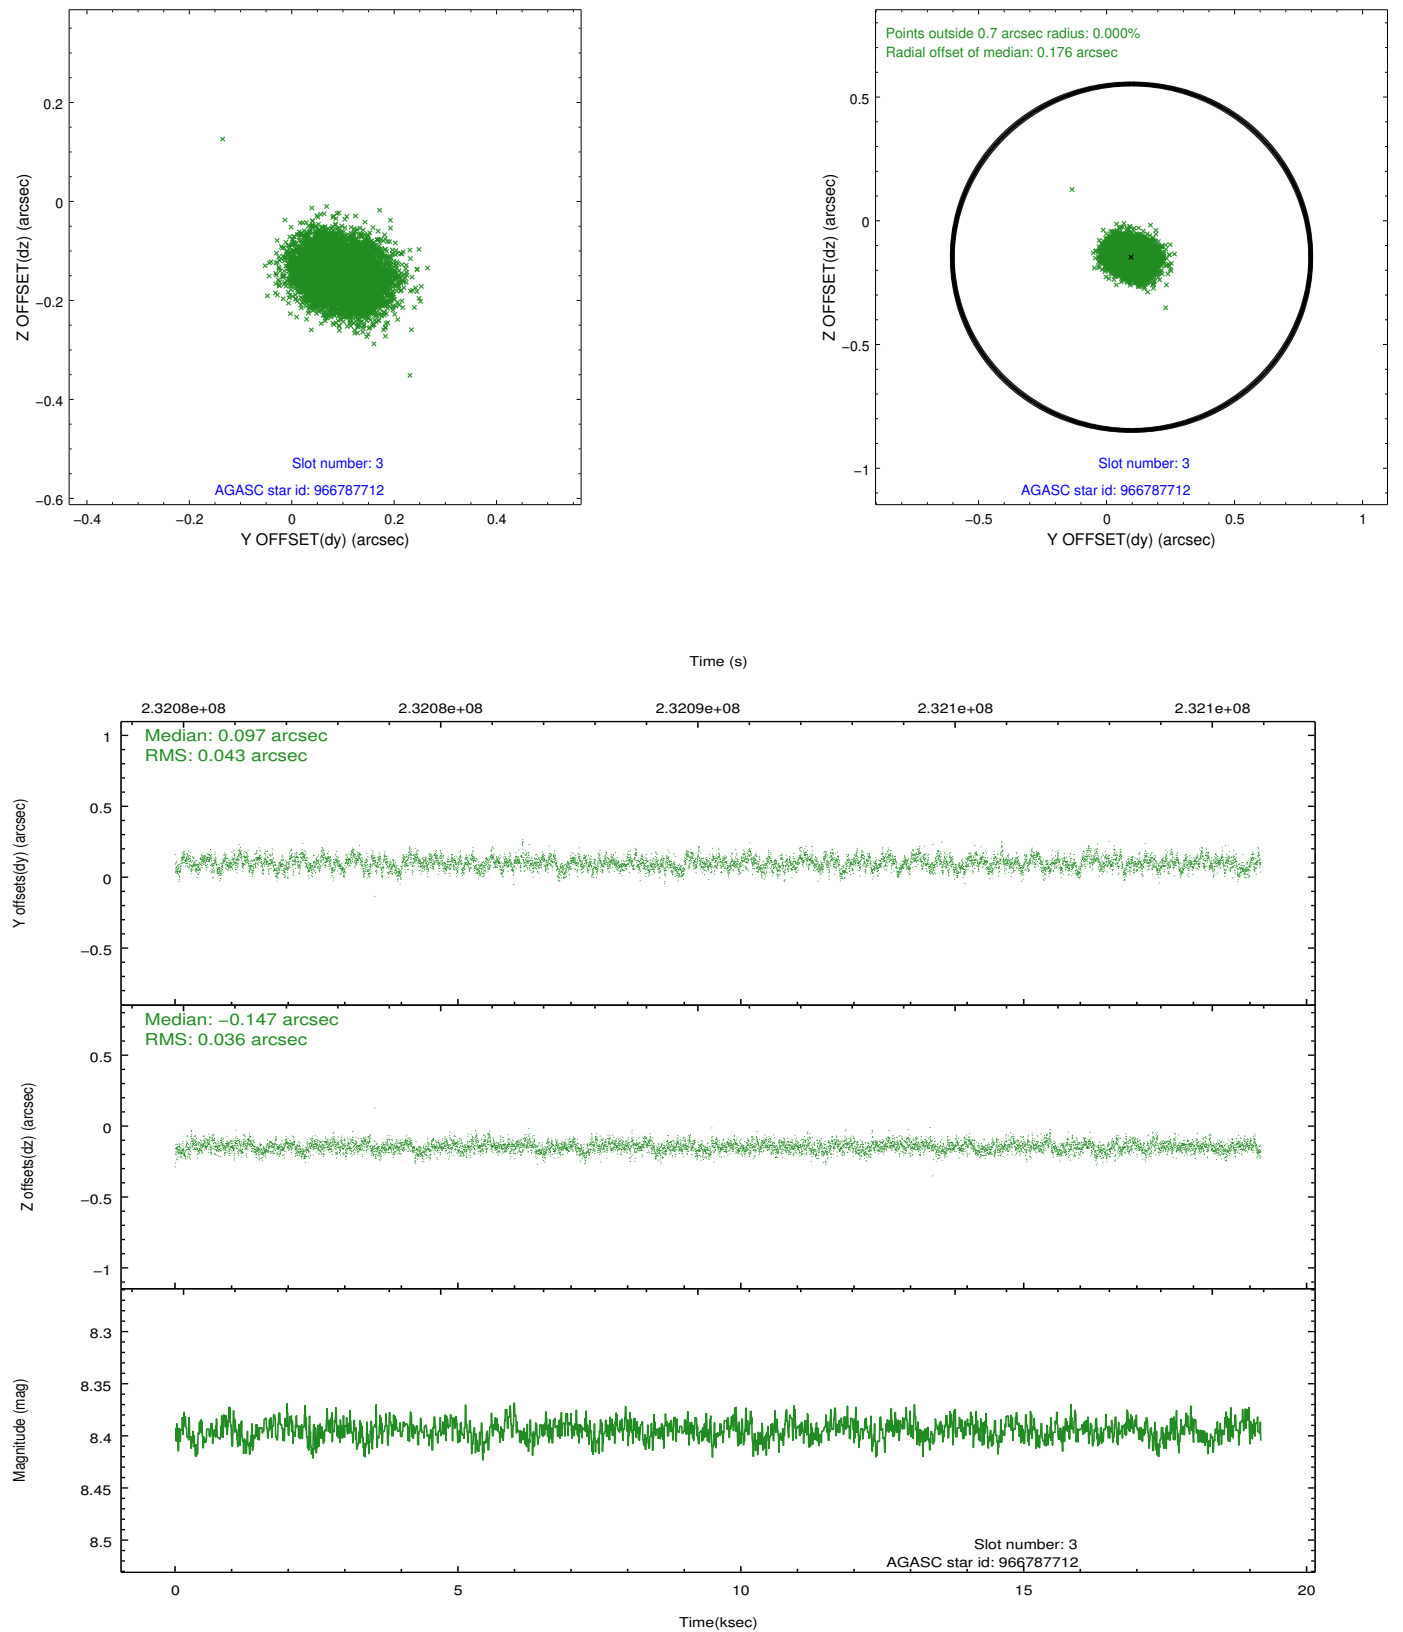 0.2
0
−0.2
−0.4
−0.6
Z OFFSET(dz) (arcsec)
Slot number: 3
AGASC star id: 966787712
−0.4
−0.2
0
0.2
0.4
Y OFFSET(dy) (arcsec)
Points outside 0.7 arcsec radius: 0.000%
Radial offset of median: 0.176 arcsec
0.5
0
−0.5
−1
Z OFFSET(dz) (arcsec)
Slot number: 3
AGASC star id: 966787712
−0.5
0
0.5
1
Y OFFSET(dy) (arcsec)
Time (s)
2.3208e+08
2.3208e+08
2.3209e+08
2.321e+08
2.321e+08
Median: 0.097 arcsec
RMS: 0.043 arcsec
1
0.5
0
−0.5
Y offsets(dy) (arcsec)
Median: −0.147 arcsec
RMS: 0.036 arcsec
0.5
0
−0.5
−1
Z offsets(dz) (arcsec)
8.3
8.35
8.4
8.45
8.5
Magnitude (mag)
Slot number: 3
AGASC star id: 966787712
0
5
10
15
20
Time(ksec)